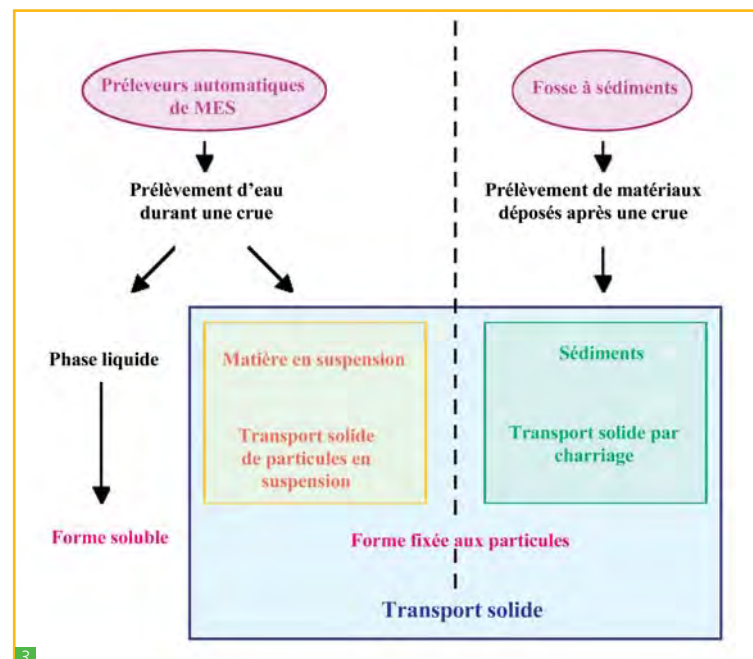 Préleveurs automatiques
de MES
Fosse à sédiments
Prélèvement d'eau
durant une crue
Prélèvement de matériaux
déposés après une crue
Phase liquide
Matière en suspension
Sédiments
Transport solide
de particules en
suspension
Transport solide par
charriage
Forme soluble
Forme fixée aux particules
Transport solide
3